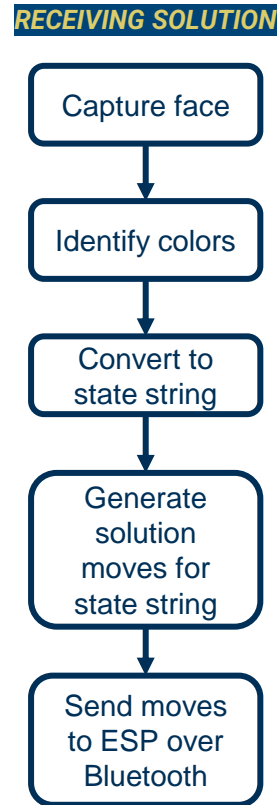 RECEIVING SOLUTION
Capture face
Identify colors
Convert to
state string
Generate
solution
moves for
state string
Send moves
to ESP over
Bluetooth